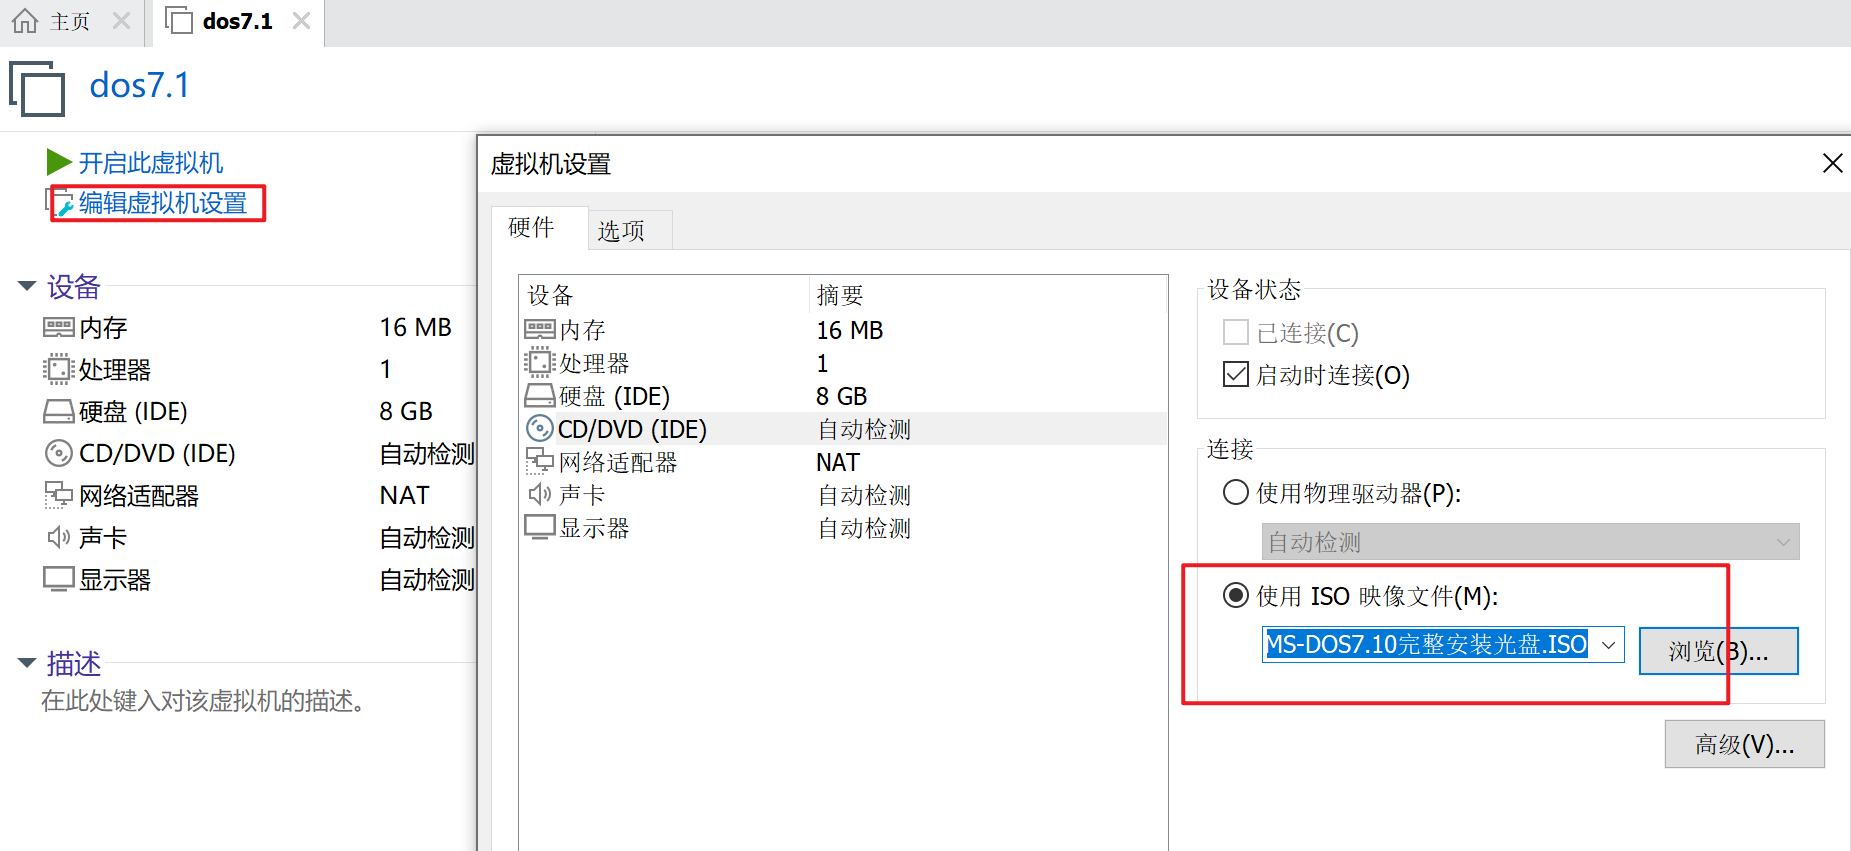 主页
dos7.1
dos7.1
开启此虚拟机
编辑虚拟机设置
设备
内存 16 MB
处理器 1
硬盘 (IDE) 8 GB
CD/DVD (IDE) 自动检测
网络适配器 NAT
声卡 自动检测
显示器 自动检测
描述
在此处键入对该虚拟机的描述。
虚拟机设置
硬件 选项
设备 摘要
内存 16 MB
处理器 1
硬盘 (IDE) 8 GB
CD/DVD (IDE) 自动检测
网络适配器 NAT
声卡 自动检测
显示器 自动检测
设备状态
已连接(C)
启动时连接(O)
连接
使用物理驱动器(P):
自动检测
使用 ISO 映像文件(M):
MS-DOS7.10完整安装光盘.ISO
浏览(B)...
高级(V)...